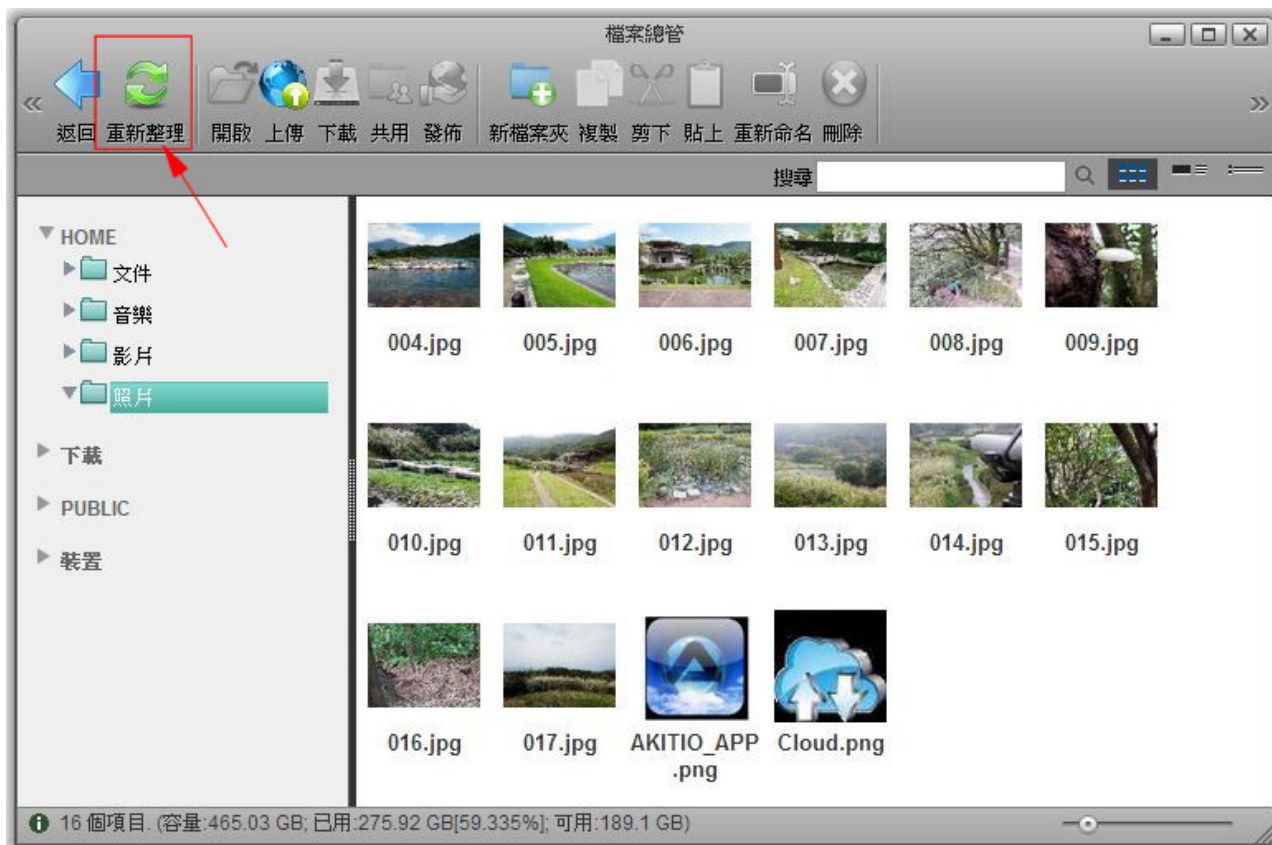 檔案總管
返回 重新整理 開啟 上傳 下載 共用 發佈 新檔案夾 複製 剪下 貼上 重新命名 刪除
搜尋
HOME
文件
音樂
影片
照片
下載
PUBLIC
裝置
004.jpg 005.jpg 006.jpg 007.jpg 008.jpg 009.jpg
010.jpg 011.jpg 012.jpg 013.jpg 014.jpg 015.jpg
016.jpg 017.jpg AKITIO_APP Cloud.png
.png
16 個項目. (容量:465.03 GB; 已用:275.92 GB[59.335%]; 可用:189.1 GB)